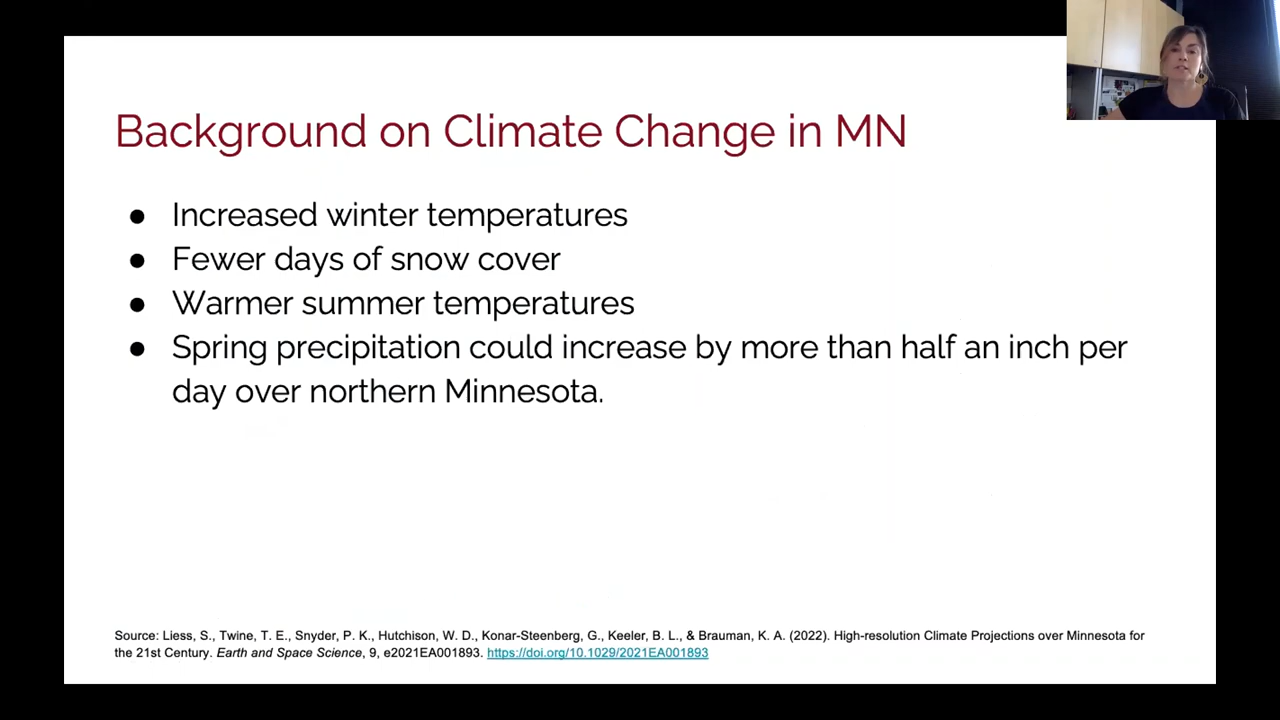 Background on Climate Change in MN
● Increased winter temperatures
● Fewer days of snow cover
● Warmer summer temperatures
● Spring precipitation could increase by more than half an inch per
day over northern Minnesota.
Source: Liess, S., Twine, T. E., Snyder, P. K., Hutchison, W. D., Konar-Steenberg, G., Keeler, B. L., & Brauman, K. A. (2022). High-resolution Climate Projections over Minnesota for
the 21st Century. Earth and Space Science, 9, e2021EA001893. https://doi.org/10.1029/2021EA001893